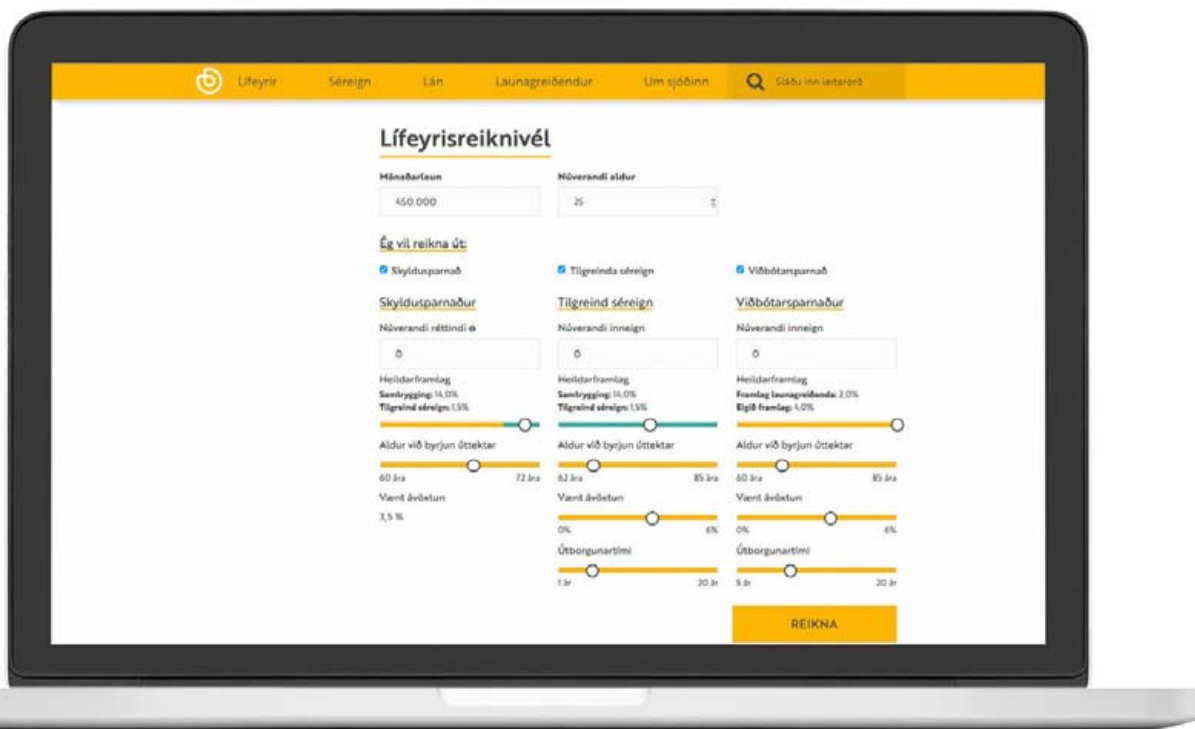 Lífeyrir Séreign Lán Launagreiðendur Um sjóðinn Sláðu inn leitarorð
Lífeyrisreiknivél
Mánaðarlaun Núverandi aldur
450.000 25
Ég vil reikna út:
Skyldusparnað Tilgreinda séreign Viðbótarsparnað
Skyldusparnaður Tilgreind séreign Viðbótarsparnaður
Núverandi réttindi Núverandi inneign Núverandi inneign
0 0 0
Heildarframlag Heildarframlag Heildarframlag
Samtrygging: 14,0% Samtrygging: 14,0% Framlag launagreiðanda: 2,0%
Tilgreind séreign: 1,5% Tilgreind séreign: 1,5% Eigið framlag: 4,0%
Aldur við byrjun úttektar Aldur við byrjun úttektar Aldur við byrjun úttektar
60 ára 72 ára 62 ára 85 ára 60 ára 85 ára
Vænt ávöxtun Vænt ávöxtun Vænt ávöxtun
3,5 %
0% 6% 0% 6%
Útborgunartími Útborgunartími
1 ár 20 ár 5 ár 20 ár
REIKNA